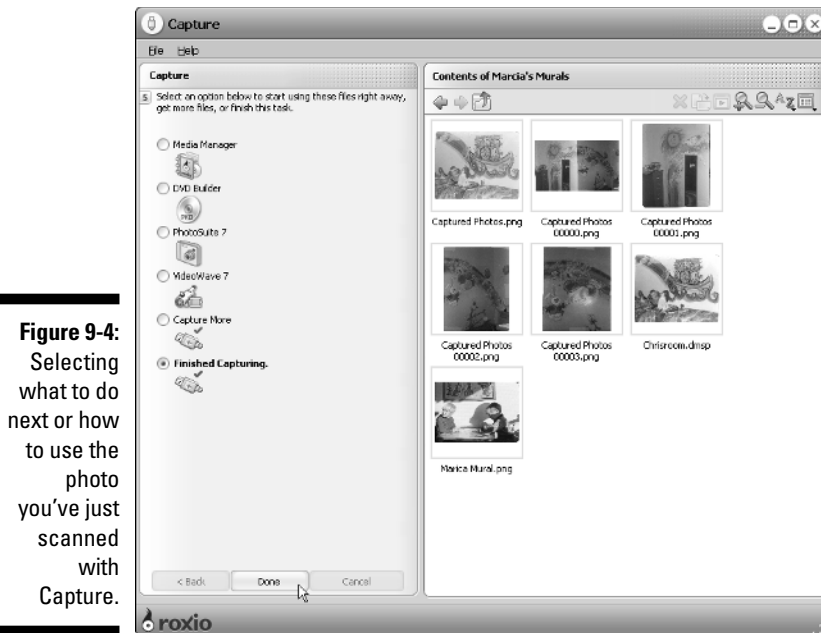 Capture
File Help
Capture
5 Select an option below to start using these files right away,
get more files, or finish this task.
Media Manager
DVD Builder
DVD
PhotoSuite 7
VideoWave 7
Capture More
Finished Capturing.
< Back Done Cancel
Contents of Marcia's Murals
Captured Photos.png
Captured Photos
00000.png
Captured Photos
00001.png
Captured Photos
00002.png
Captured Photos
00003.png
Chrisroom.dmsp
Marica Mural.png
roxio
Figure 9-4:
Selecting
what to do
next or how
to use the
photo
you've just
scanned
with
Capture.